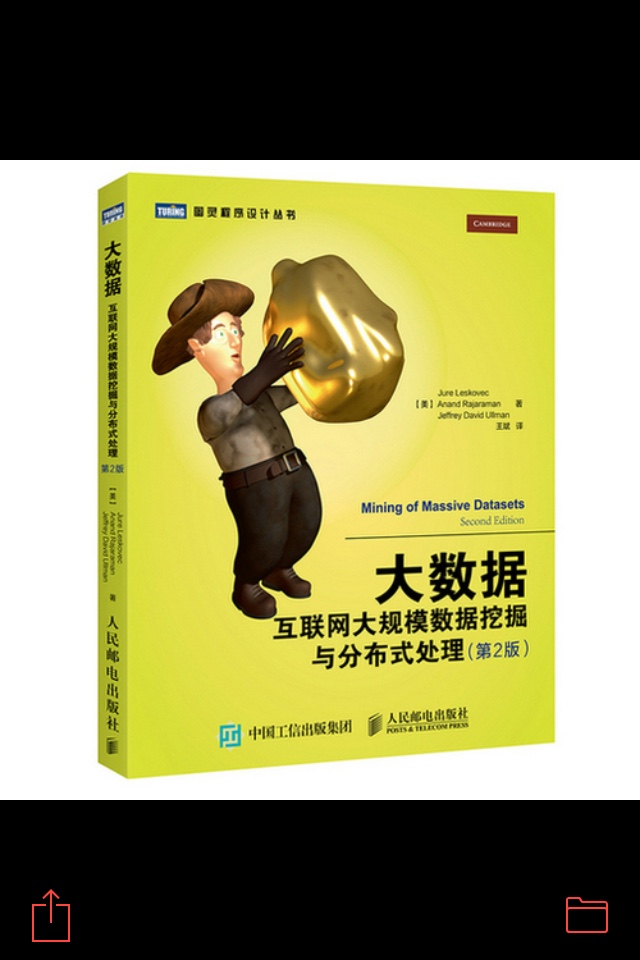 TURING
图灵程序设计丛书
CAMBRIDGE
Jure Leskovec
【美】Anand Rajaraman 著
Jeffrey David Ullman
王斌 译
Mining of Massive Datasets
Second Edition
大数据
互联网大规模数据挖掘
与分布式处理(第2版)
中国工信出版集团
人民邮电出版社
POSTS & TELECOM PRESS
TURING
大数据
互联网大规模数据挖掘与分布式处理
第2版
【美】
Jure Leskovec
Anand Rajaraman
Jeffrey David Ullman
著
人民邮电出版社